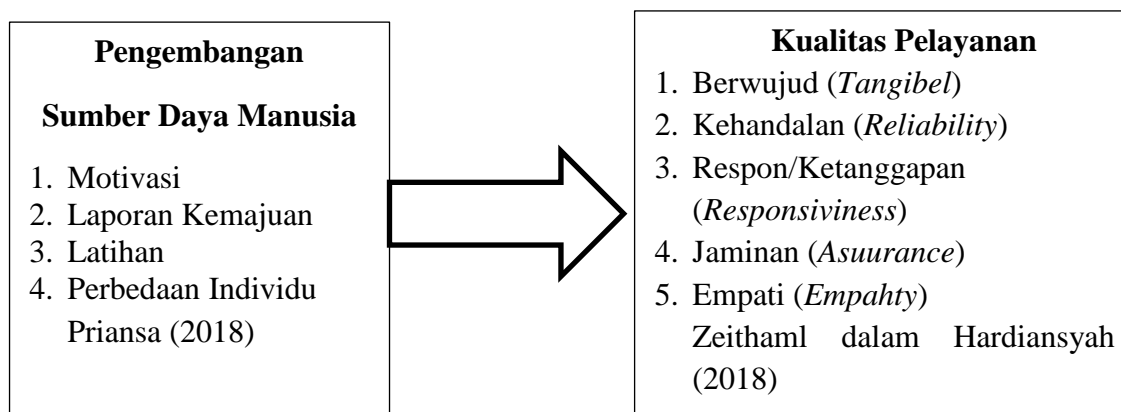 Pengembangan
Sumber Daya Manusia
1. Motivasi
2. Laporan Kemajuan
3. Latihan
4. Perbedaan Individu
Priansa (2018)
Kualitas Pelayanan
1. Berwujud (Tangibel)
2. Kehandalan (Reliability)
3. Respon/Ketanggapan
(Responsiviness)
4. Jaminan (Asuurance)
5. Empati (Empahty)
Zeithaml dalam Hardiansyah
(2018)